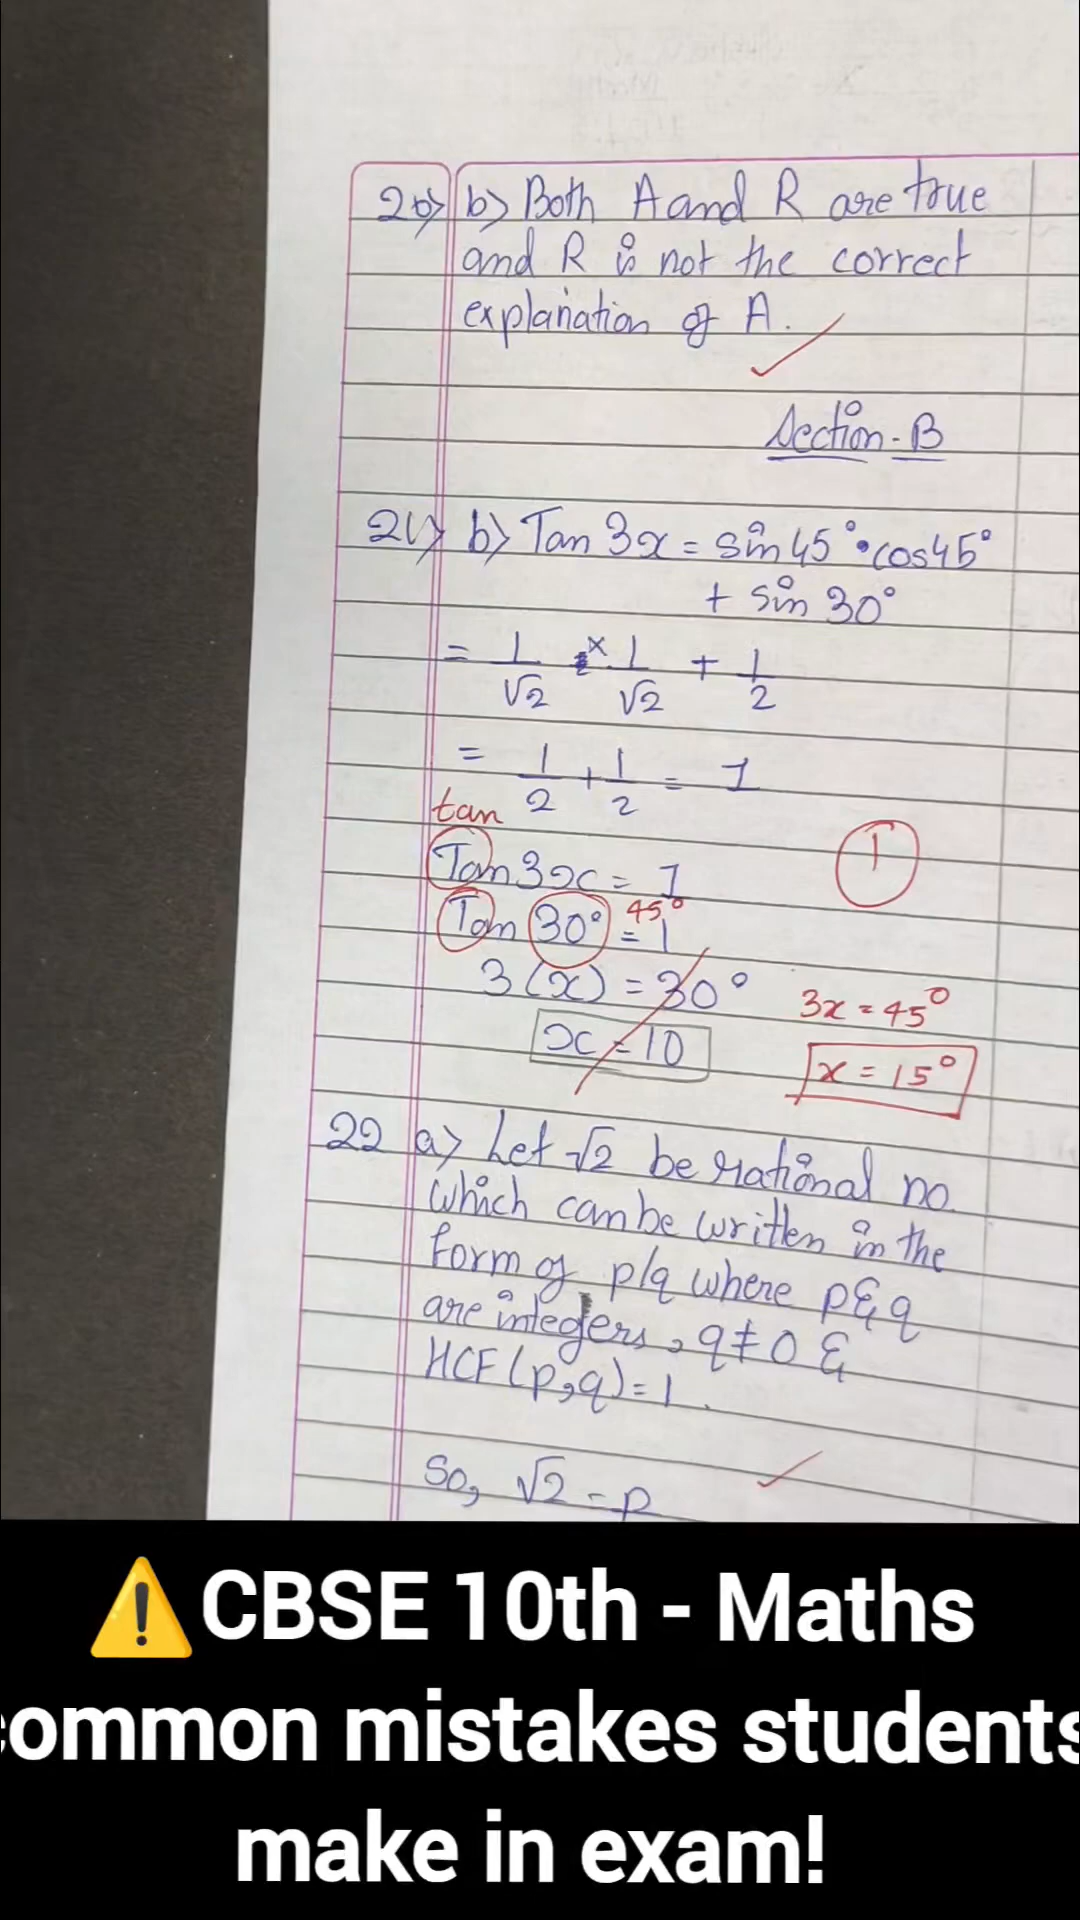 20> b> Both A and R are true
and R is not the correct
explanation of A.
Section-B
21> b> Tan 3x = sin 45° • cos 45°
+ sin 30°
= 1/√2 × 1/√2 + 1/2
= 1/2 + 1/2 = 1
tan
Tan 3x = 1
1
Tan 30° = 1
45°
3(x) = 30°
3x = 45°
x = 10
x = 15°
22 a> Let √2 be rational no.
which can be written in the
form of p/q where p & q
are integers, q ≠ 0 &
HCF (p, q) = 1.
So, √2 - p
⚠️CBSE 10th - Maths
common mistakes students
make in exam!